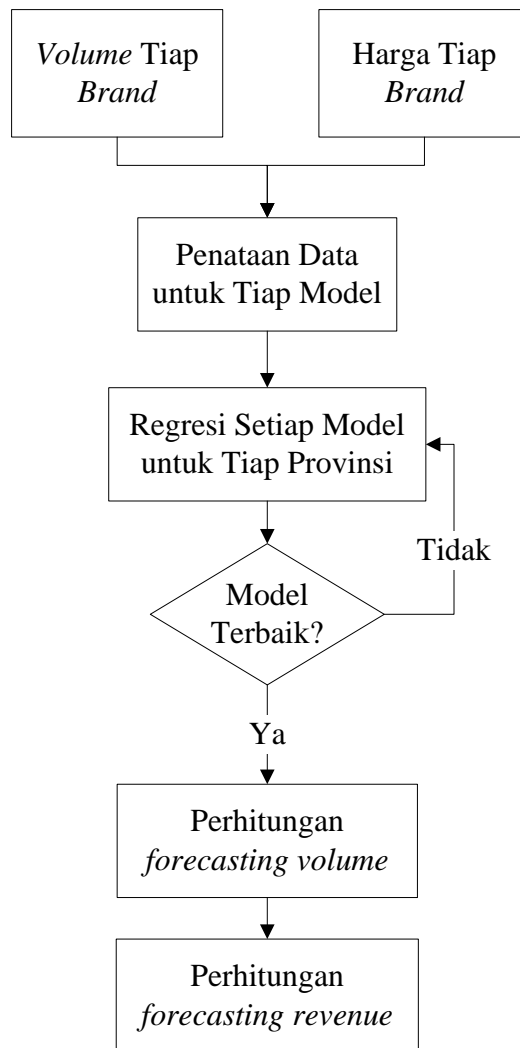 Volume Tiap
Brand
Harga Tiap
Brand
Penataan Data
untuk Tiap Model
Regresi Setiap Model
untuk Tiap Provinsi
Tidak
Model
Terbaik?
Ya
Perhitungan
forecasting volume
Perhitungan
forecasting revenue